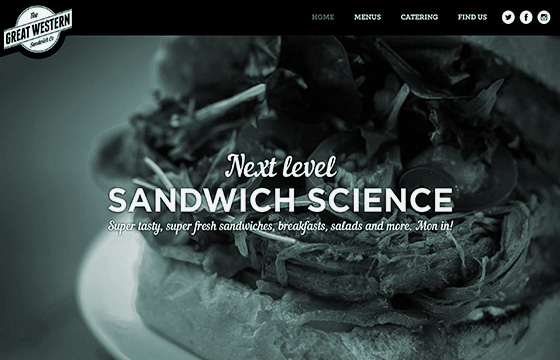 The
GREAT WESTERN
Sandwich Co
HOME MENUS CATERING FIND US
Next level
SANDWICH SCIENCE
Super tasty, super fresh sandwiches, breakfasts, salads and more. Mon in!